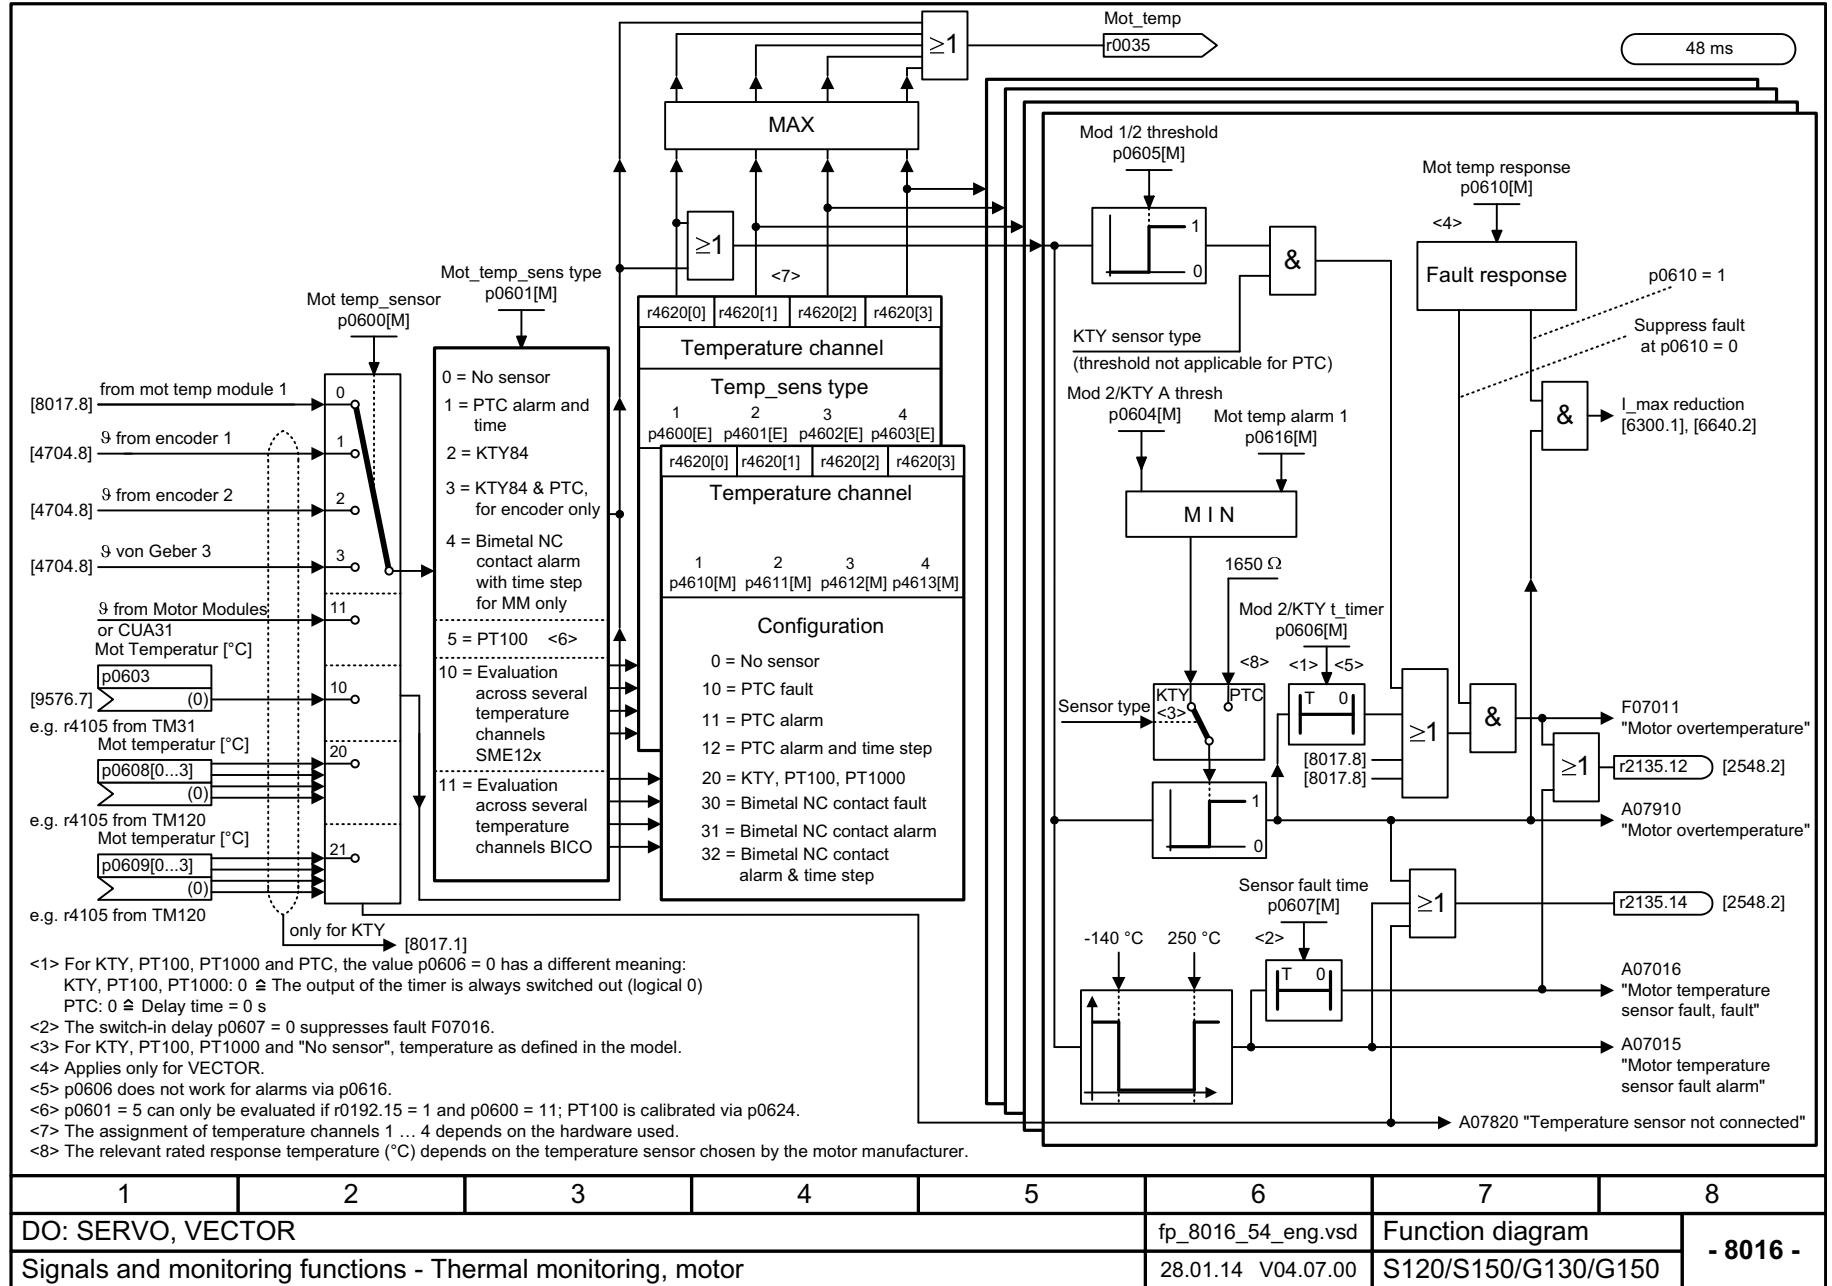 Mot_temp
r0035
≥1
48 ms
MAX
Mod 1/2 threshold
p0605[M]
Mot temp response
p0610[M]
<4>
1
0
&
Fault response
p0610 = 1
Suppress fault
at p0610 = 0
≥1
<7>
KTY sensor type
(threshold not applicable for PTC)
Mot temp_sensor
p0600[M]
Mot_temp_sens type
p0601[M]
[8017.8]
from mot temp module 1
[4704.8]
ϑ from encoder 1
[4704.8]
ϑ from encoder 2
[4704.8]
ϑ von Geber 3
ϑ from Motor Modules
or CUA31
Mot Temperatur [°C]
p0603
(0)
[9576.7]
e.g. r4105 from TM31
Mot temperatur [°C]
p0608[0...3]
(0)
e.g. r4105 from TM120
Mot temperatur [°C]
p0609[0...3]
(0)
e.g. r4105 from TM120
0
1
2
3
11
10
20
21
only for KTY
[8017.1]
0 = No sensor
1 = PTC alarm and
time
2 = KTY84
3 = KTY84 & PTC,
for encoder only
4 = Bimetal NC
contact alarm
with time step
for MM only
5 = PT100 <6>
10 = Evaluation
across several
temperature
channels
SME12x
11 = Evaluation
across several
temperature
channels BICO
r4620[0] r4620[1] r4620[2] r4620[3]
Temperature channel
Temp_sens type
1 2 3 4
p4600[E] p4601[E] p4602[E] p4603[E]
r4620[0] r4620[1] r4620[2] r4620[3]
Temperature channel
1 2 3 4
p4610[M] p4611[M] p4612[M] p4613[M]
Configuration
0 = No sensor
10 = PTC fault
11 = PTC alarm
12 = PTC alarm and time step
20 = KTY, PT100, PT1000
30 = Bimetal NC contact fault
31 = Bimetal NC contact alarm
32 = Bimetal NC contact
alarm & time step
Mod 2/KTY A thresh
p0604[M]
Mot temp alarm 1
p0616[M]
M I N
1650 Ω
Mod 2/KTY t_timer
p0606[M]
<8>
<1> <5>
Sensor type
KTY
<3>
PTC
T 0
[8017.8]
[8017.8]
≥1
&
&
I_max reduction
[6300.1], [6640.2]
F07011
"Motor overtemperature"
≥1
r2135.12
[2548.2]
A07910
"Motor overtemperature"
1
0
Sensor fault time
p0607[M]
≥1
r2135.14
[2548.2]
-140 °C
250 °C
<2>
T 0
A07016
"Motor temperature
sensor fault, fault"
A07015
"Motor temperature
sensor fault alarm"
A07820 "Temperature sensor not connected"
<1> For KTY, PT100, PT1000 and PTC, the value p0606 = 0 has a different meaning:
KTY, PT100, PT1000: 0 ≙ The output of the timer is always switched out (logical 0)
PTC: 0 ≙ Delay time = 0 s
<2> The switch-in delay p0607 = 0 suppresses fault F07016.
<3> For KTY, PT100, PT1000 and "No sensor", temperature as defined in the model.
<4> Applies only for VECTOR.
<5> p0606 does not work for alarms via p0616.
<6> p0601 = 5 can only be evaluated if r0192.15 = 1 and p0600 = 11; PT100 is calibrated via p0624.
<7> The assignment of temperature channels 1 … 4 depends on the hardware used.
<8> The relevant rated response temperature (°C) depends on the temperature sensor chosen by the motor manufacturer.
1 2 3 4 5 6 7 8
DO: SERVO, VECTOR
fp_8016_54_eng.vsd
Function diagram
- 8016 -
Signals and monitoring functions - Thermal monitoring, motor
28.01.14 V04.07.00
S120/S150/G130/G150